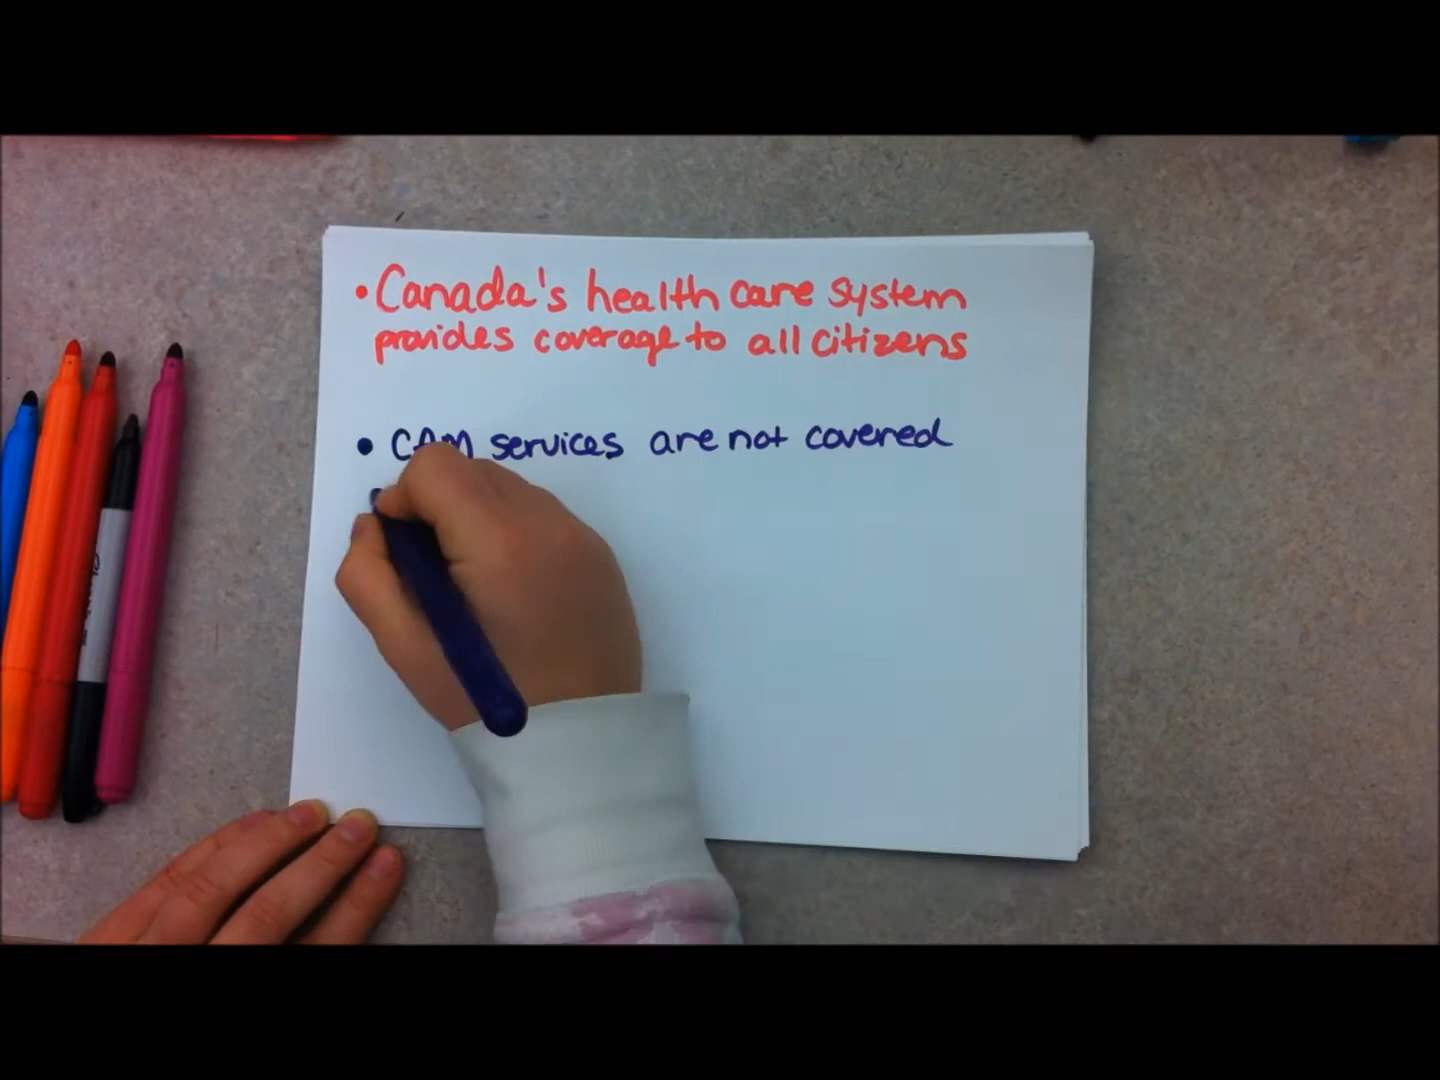 • Canada's health care system
provides coverage to all citizens
• CAM services are not covered